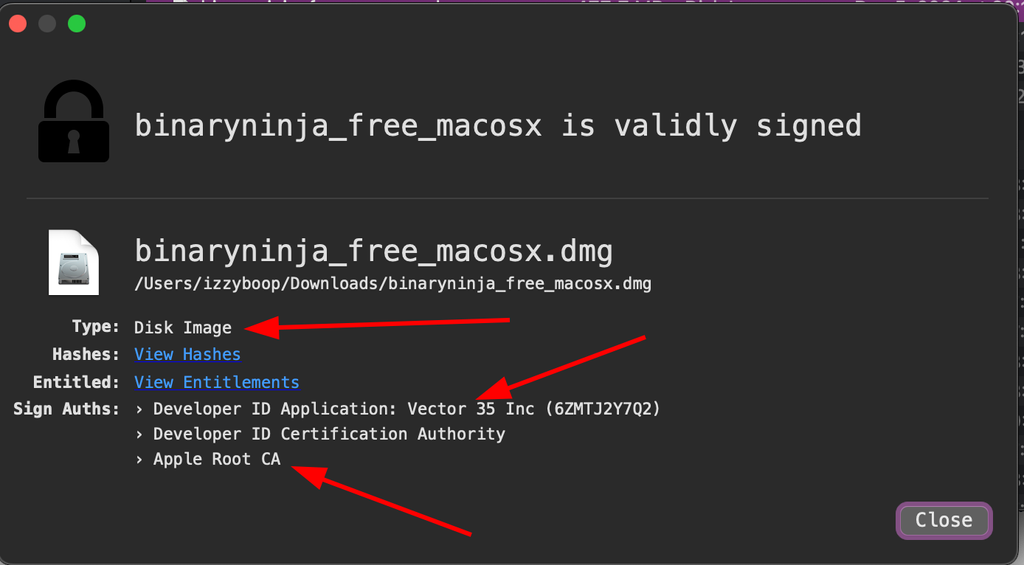 binaryninja_free_macosx is validly signed
binaryninja_free_macosx.dmg
/Users/izzyboop/Downloads/binaryninja_free_macosx.dmg
Type: Disk Image
Hashes: View Hashes
Entitled: View Entitlements
Sign Auths: › Developer ID Application: Vector 35 Inc (6ZMTJ2Y7Q2)
› Developer ID Certification Authority
› Apple Root CA
Close